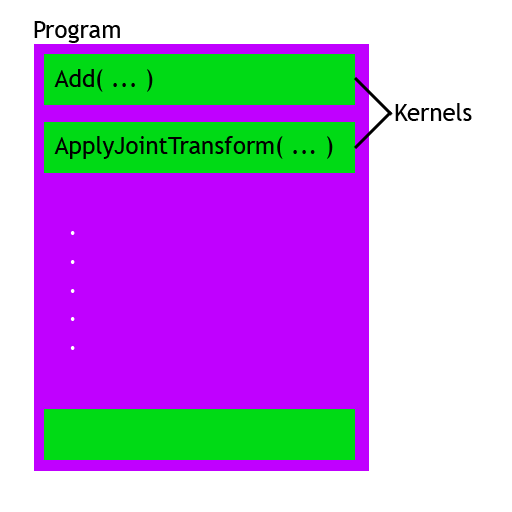 Program
Add( ... )
Kernels
ApplyJointTransform( ... )
.
.
.
.
.